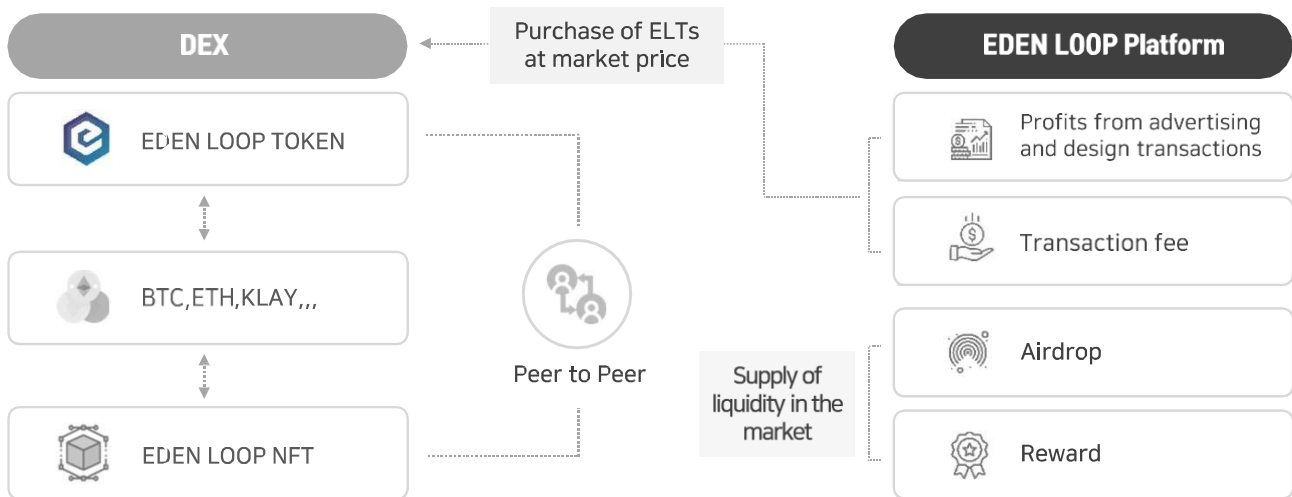 DEX
EDEN LOOP TOKEN
BTC,ETH,KLAY,,,
EDEN LOOP NFT
Purchase of ELTs
at market price
Peer to Peer
Supply of
liquidity in the
market
EDEN LOOP Platform
Profits from advertising
and design transactions
Transaction fee
Airdrop
Reward